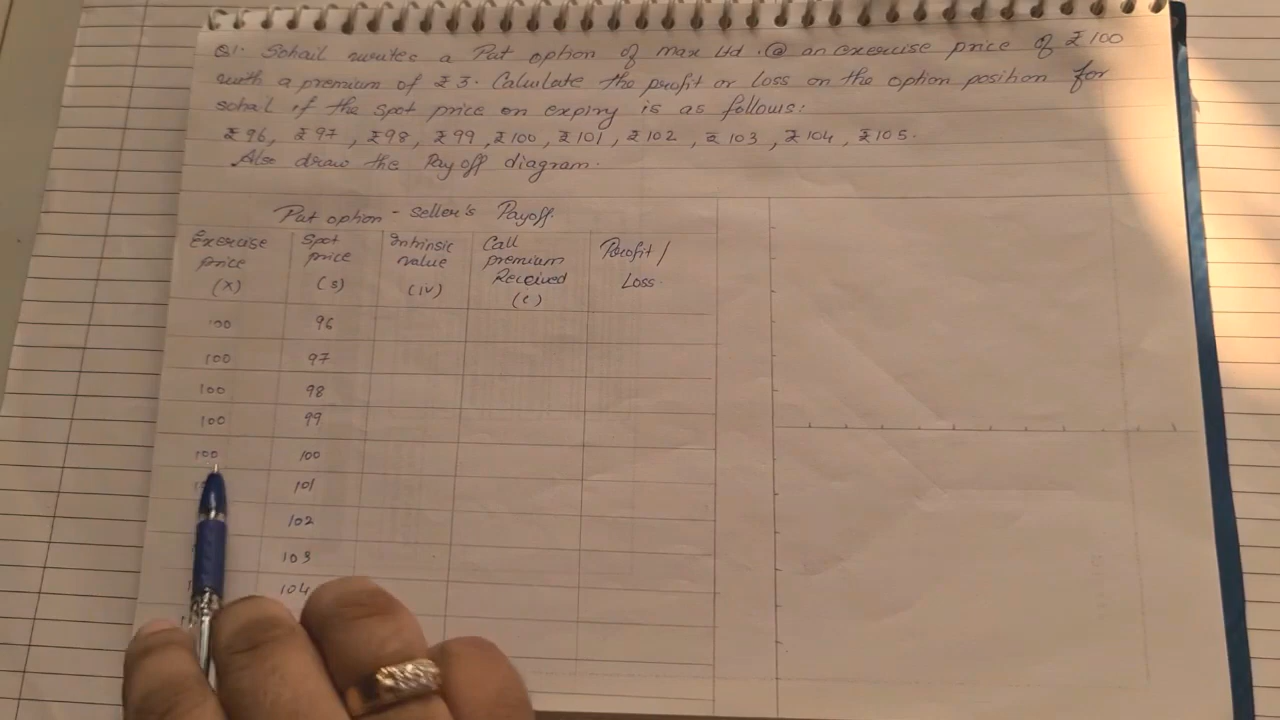 Q1. Sohail writes a Put option of Max Ltd. @ an exercise price of ₹100
with a premium of ₹3. Calculate the profit or loss on the option position for
sohail if the spot price on expiry is as follows:
₹96, ₹97, ₹98, ₹99, ₹100, ₹101, ₹102, ₹103, ₹104, ₹105.
Also draw the Pay off diagram.
Put option - seller's Payoff.
Exercise price (X) Spot price (S) Intrinsic value (IV) Call premium Received (c) Profit / Loss
100 96
100 97
100 98
100 99
100 100
101
102
103
104